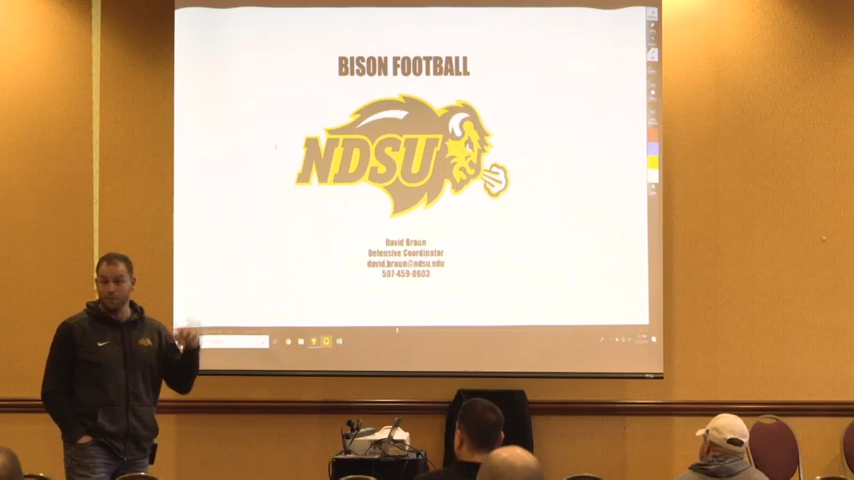 BISON FOOTBALL
NDSU
David Braun
Defensive Coordinator
david.braun@ndsu.edu
507-459-0603